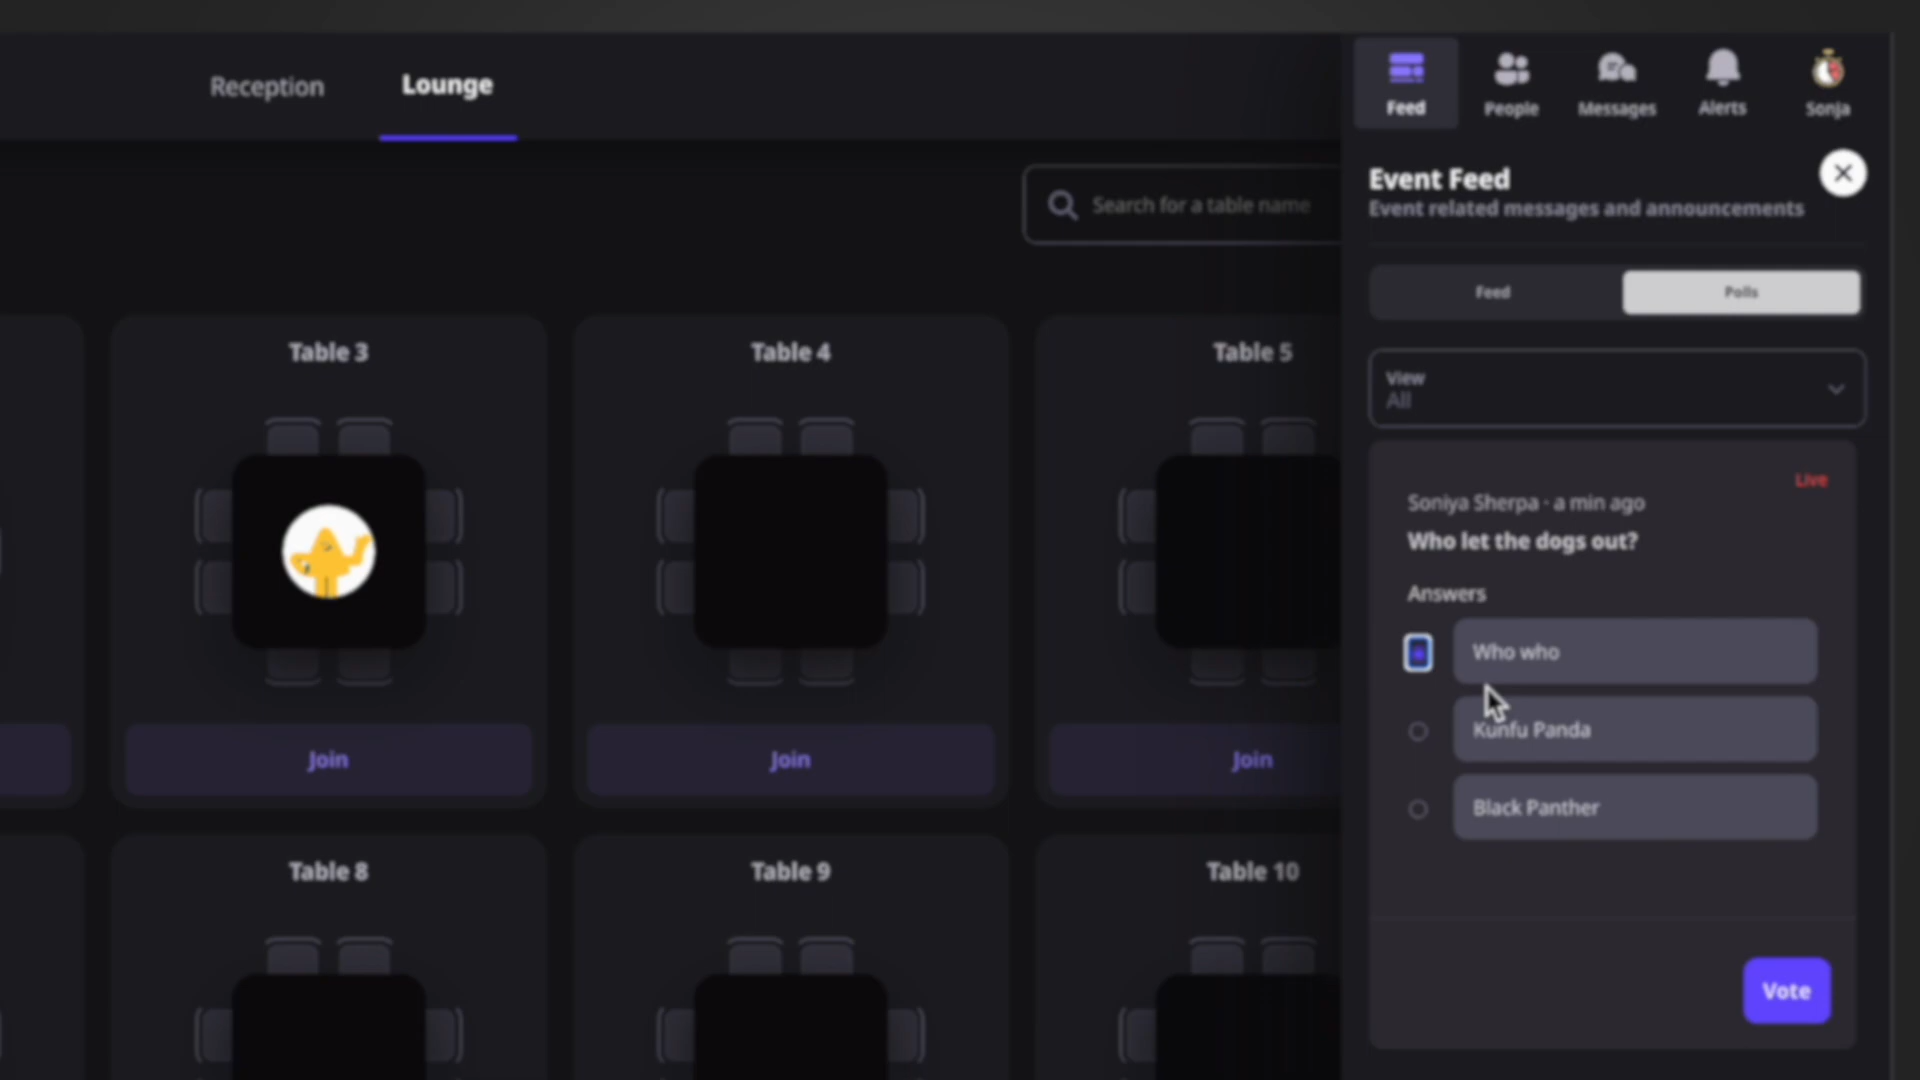 Reception
Lounge
Feed
People
Messages
Alerts
Sonja
Event Feed
Event related messages and announcements
Search for a table name
Feed
Polls
View
All
Table 3
Table 4
Table 5
Live
Soniya Sherpa · a min ago
Who let the dogs out?
Answers
Who who
Kunfu Panda
Black Panther
Join
Join
Join
Table 8
Table 9
Table 10
Vote